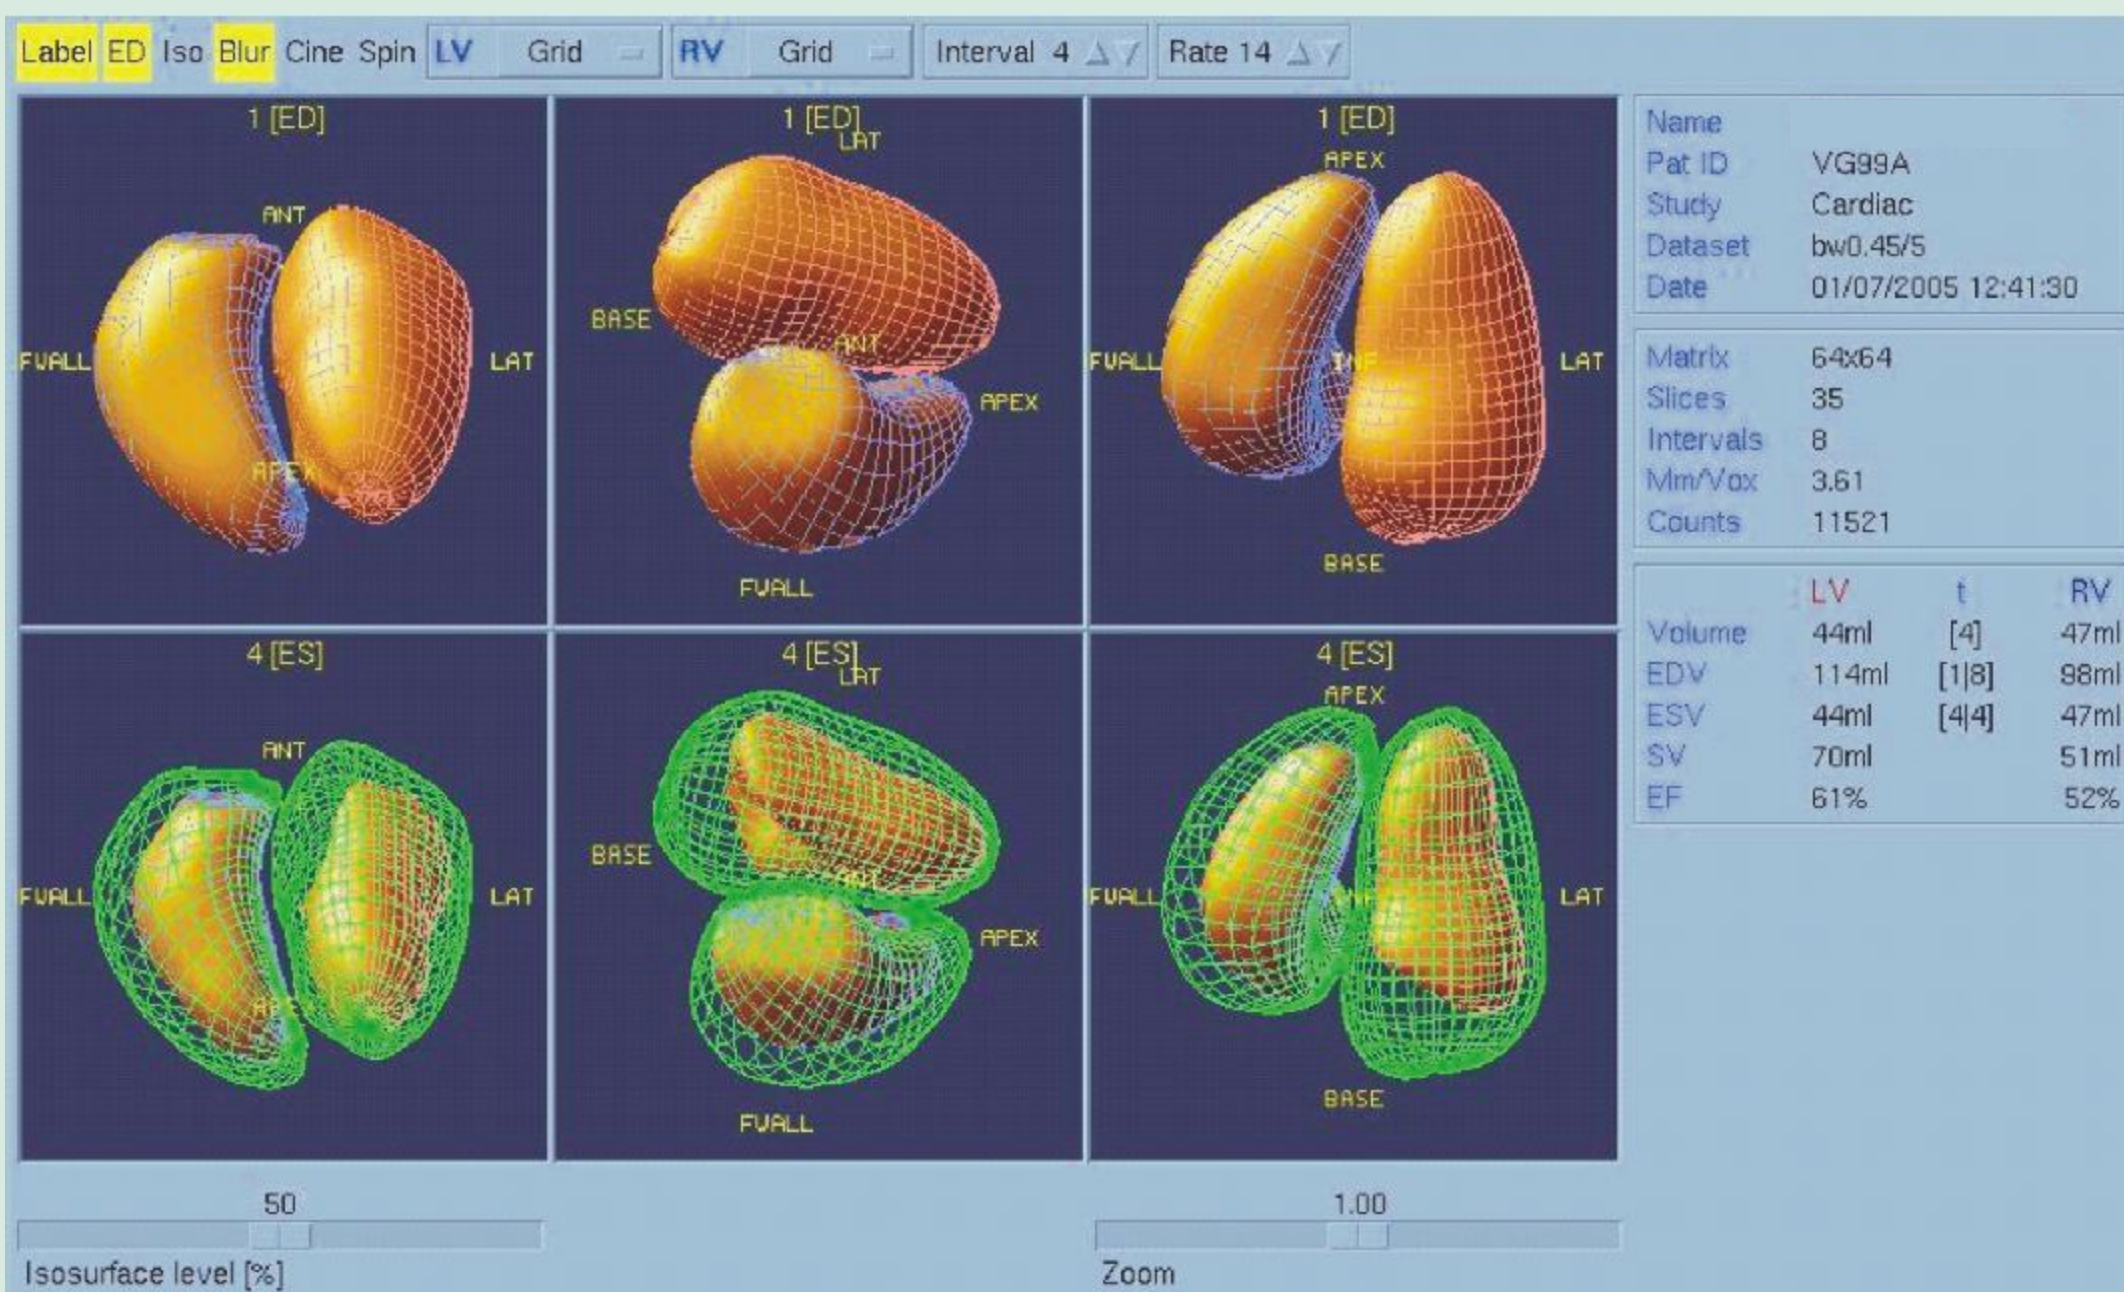 Label ED Iso Blur Cine Spin LV Grid RV Grid Interval 4 Rate 14
1 [ED]
ANT
FWALL
LAT
APEX
1 [ED]
LAT
BASE
ANT
APEX
FWALL
1 [ED]
APEX
FWALL
INF
LAT
BASE
4 [ES]
ANT
FWALL
LAT
4 [ES]
LAT
BASE
ANT
APEX
FWALL
4 [ES]
APEX
FWALL
INF
LAT
BASE
50
Isosurface level [%]
1.00
Zoom
Name
Pat ID VG99A
Study Cardiac
Dataset bw0.45/5
Date 01/07/2005 12:41:30
Matrix 64x64
Slices 35
Intervals 8
Mm/Vox 3.61
Counts 11521
LV t RV
Volume 44ml [4] 47ml
EDV 114ml [1|8] 98ml
ESV 44ml [4|4] 47ml
SV 70ml 51ml
EF 61% 52%